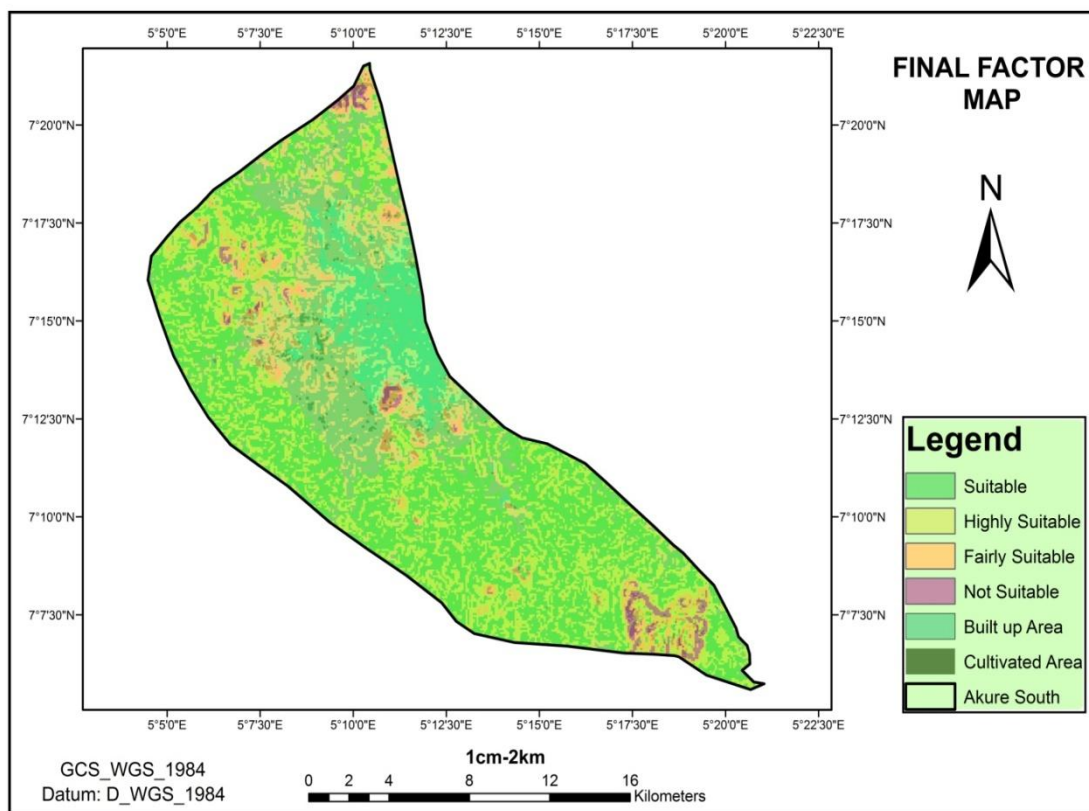 5°5'0"E 5°7'30"E 5°10'0"E 5°12'30"E 5°15'0"E 5°17'30"E 5°20'0"E 5°22'30"E
FINAL FACTOR
MAP
N
7°20'0"N 7°20'0"N
7°17'30"N 7°17'30"N
7°15'0"N 7°15'0"N
7°12'30"N 7°12'30"N
7°10'0"N 7°10'0"N
7°7'30"N 7°7'30"N
Legend
Suitable
Highly Suitable
Fairly Suitable
Not Suitable
Built up Area
Cultivated Area
Akure South
5°5'0"E 5°7'30"E 5°10'0"E 5°12'30"E 5°15'0"E 5°17'30"E 5°20'0"E 5°22'30"E
1cm-2km
GCS_WGS_1984
Datum: D_WGS_1984
0 2 4 8 12 16
Kilometers